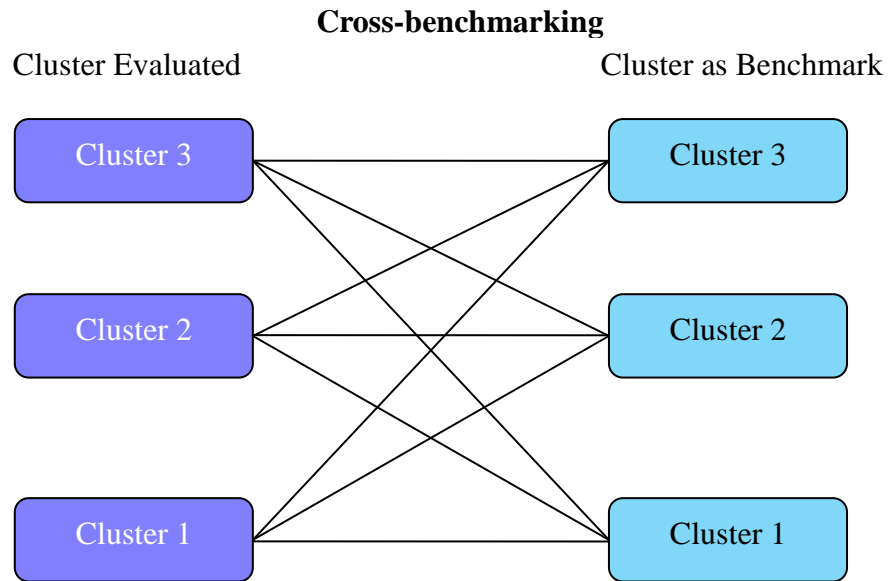 Cross-benchmarking
Cluster Evaluated Cluster as Benchmark
Cluster 3 Cluster 3
Cluster 2 Cluster 2
Cluster 1 Cluster 1